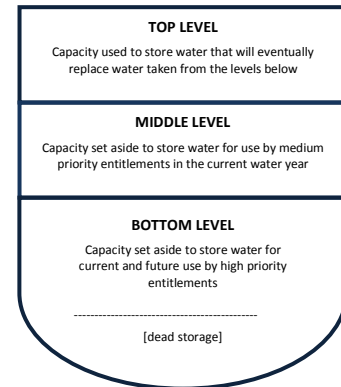 TOP LEVEL
Capacity used to store water that will eventually
replace water taken from the levels below
MIDDLE LEVEL
Capacity set aside to store water for use by medium
priority entitlements in the current water year
BOTTOM LEVEL
Capacity set aside to store water for
current and future use by high priority
entitlements
---------------------------------------------
[dead storage]